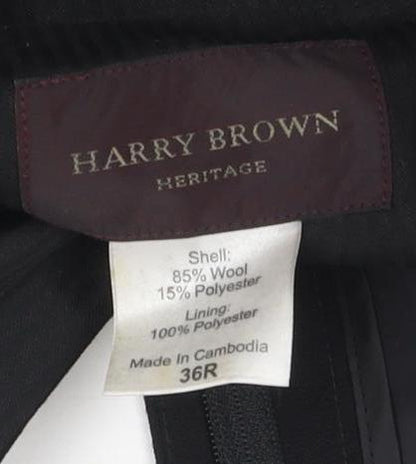 HARRY BROWN
HERITAGE
Shell:
85% Wool
15% Polyester
Lining:
100% Polyester
Made In Cambodia
36R